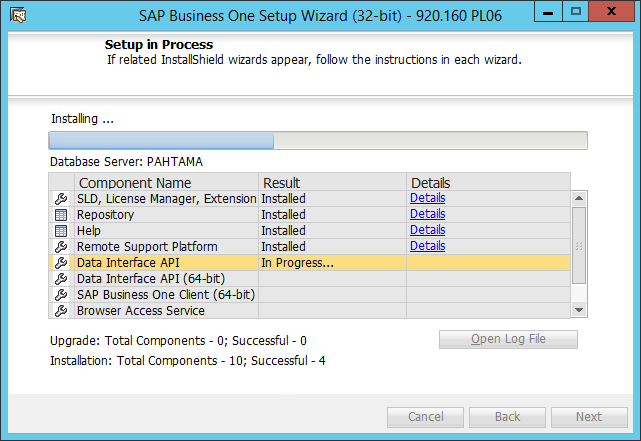 SAP Business One Setup Wizard (32-bit) - 920.160 PL06
Setup in Process
If related InstallShield wizards appear, follow the instructions in each wizard.
Installing ...
Database Server: PAHTAMA
Component Name Result Details
SLD, License Manager, Extension Installed Details
Repository Installed Details
Help Installed Details
Remote Support Platform Installed Details
Data Interface API In Progress...
Data Interface API (64-bit)
SAP Business One Client (64-bit)
Browser Access Service
Upgrade: Total Components - 0; Successful - 0
Open Log File
Installation: Total Components - 10; Successful - 4
Cancel Back Next